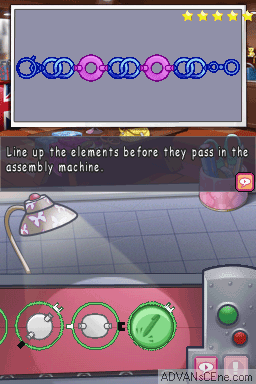 Line up the elements before they pass in the
assembly machine.
ADVAnSCEne.com